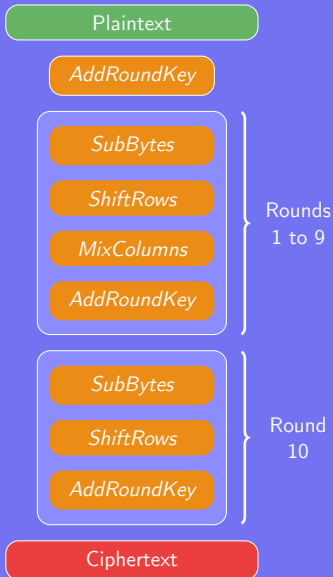 Plaintext
AddRoundKey
SubBytes
ShiftRows
MixColumns
AddRoundKey
Rounds
1 to 9
SubBytes
ShiftRows
AddRoundKey
Round
10
Ciphertext